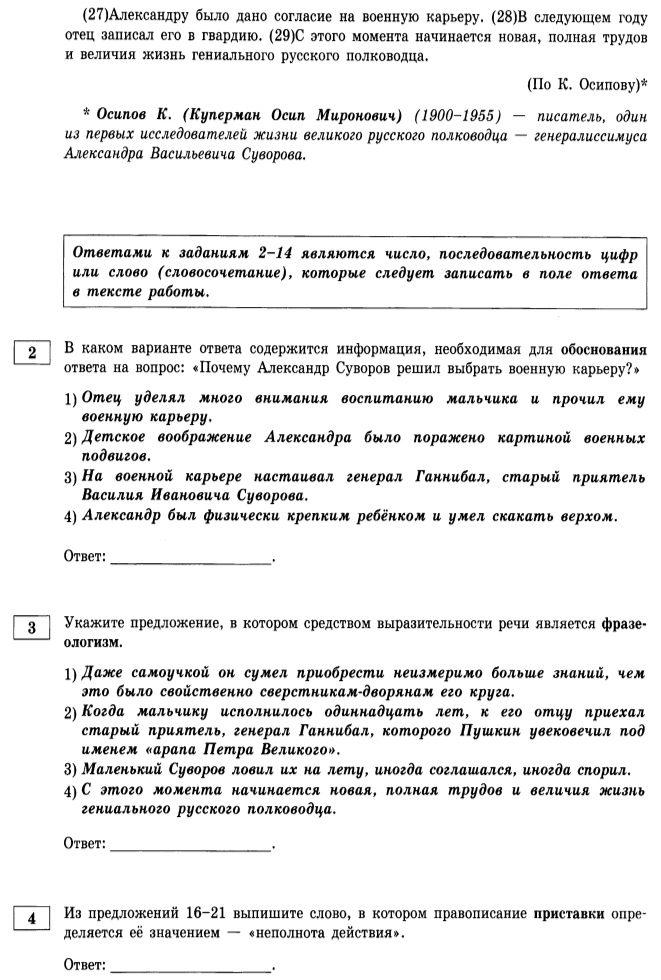 (27)Александру было дано согласие на военную карьеру. (28)В следующем году
отец записал его в гвардию. (29)С этого момента начинается новая, полная трудов
и величия жизнь гениального русского полководца.
(По К. Осипову)*
* Осипов К. (Куперман Осип Миронович) (1900–1955) — писатель, один
из первых исследователей жизни великого русского полководца — генералиссимуса
Александра Васильевича Суворова.
Ответами к заданиям 2–14 являются число, последовательность цифр
или слово (словосочетание), которые следует записать в поле ответа
в тексте работы.
2 В каком варианте ответа содержится информация, необходимая для обоснования
ответа на вопрос: «Почему Александр Суворов решил выбрать военную карьеру?»
1) Отец уделял много внимания воспитанию мальчика и прочил ему
военную карьеру.
2) Детское воображение Александра было поражено картиной военных
подвигов.
3) На военной карьере настаивал генерал Ганнибал, старый приятель
Василия Ивановича Суворова.
4) Александр был физически крепким ребёнком и умел скакать верхом.
Ответ: ____________________.
3 Укажите предложение, в котором средством выразительности речи является фразе-
ологизм.
1) Даже самоучкой он сумел приобрести неизмеримо больше знаний, чем
это было свойственно сверстникам-дворянам его круга.
2) Когда мальчику исполнилось одиннадцать лет, к его отцу приехал
старый приятель, генерал Ганнибал, которого Пушкин увековечил под
именем «арапа Петра Великого».
3) Маленький Суворов ловил их на лету, иногда соглашался, иногда спорил.
4) С этого момента начинается новая, полная трудов и величия жизнь
гениального русского полководца.
Ответ: ____________________.
4 Из предложений 16–21 выпишите слово, в котором правописание приставки опре-
деляется её значением — «неполнота действия».
Ответ: ____________________.